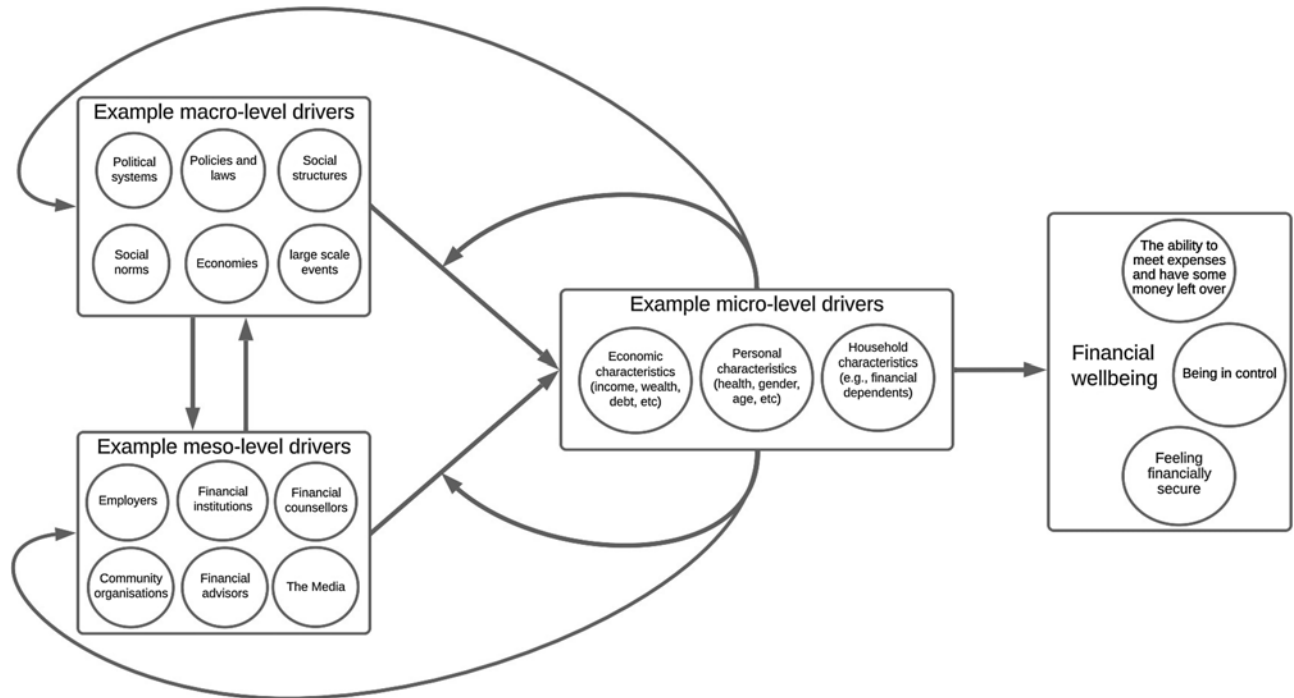 Example macro-level drivers
Political
systems
Policies and
laws
Social
structures
Social
norms
Economies
large scale
events
Example meso-level drivers
Employers
Financial
institutions
Financial
counsellors
Community
organisations
Financial
advisors
The Media
Example micro-level drivers
Economic
characteristics
(income, wealth,
debt, etc)
Personal
characteristics
(health, gender,
age, etc)
Household
characteristics
(e.g., financial
dependents)
Financial
wellbeing
The ability to
meet expenses
and have some
money left over
Being in control
Feeling
financially
secure